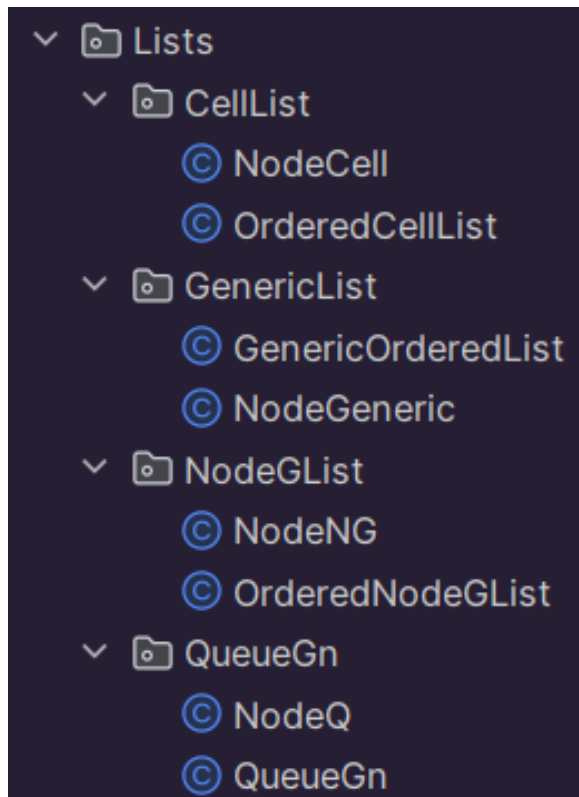 Lists
CellList
NodeCell
OrderedCellList
GenericList
GenericOrderedList
NodeGeneric
NodeGList
NodeNG
OrderedNodeGList
QueueGn
NodeQ
QueueGn